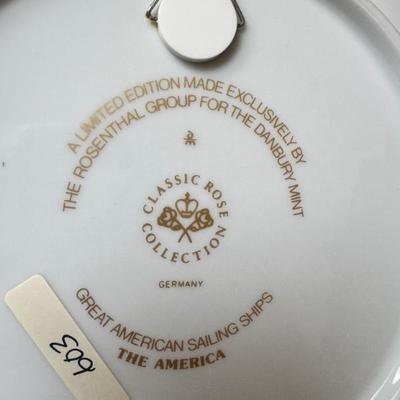 A LIMITED EDITION MADE EXCLUSIVELY BY
THE ROSENTHAL GROUP FOR THE DANBURY MINT
CLASSIC ROSE
COLLECTION
GERMANY
GREAT AMERICAN SAILING SHIPS
THE AMERICA